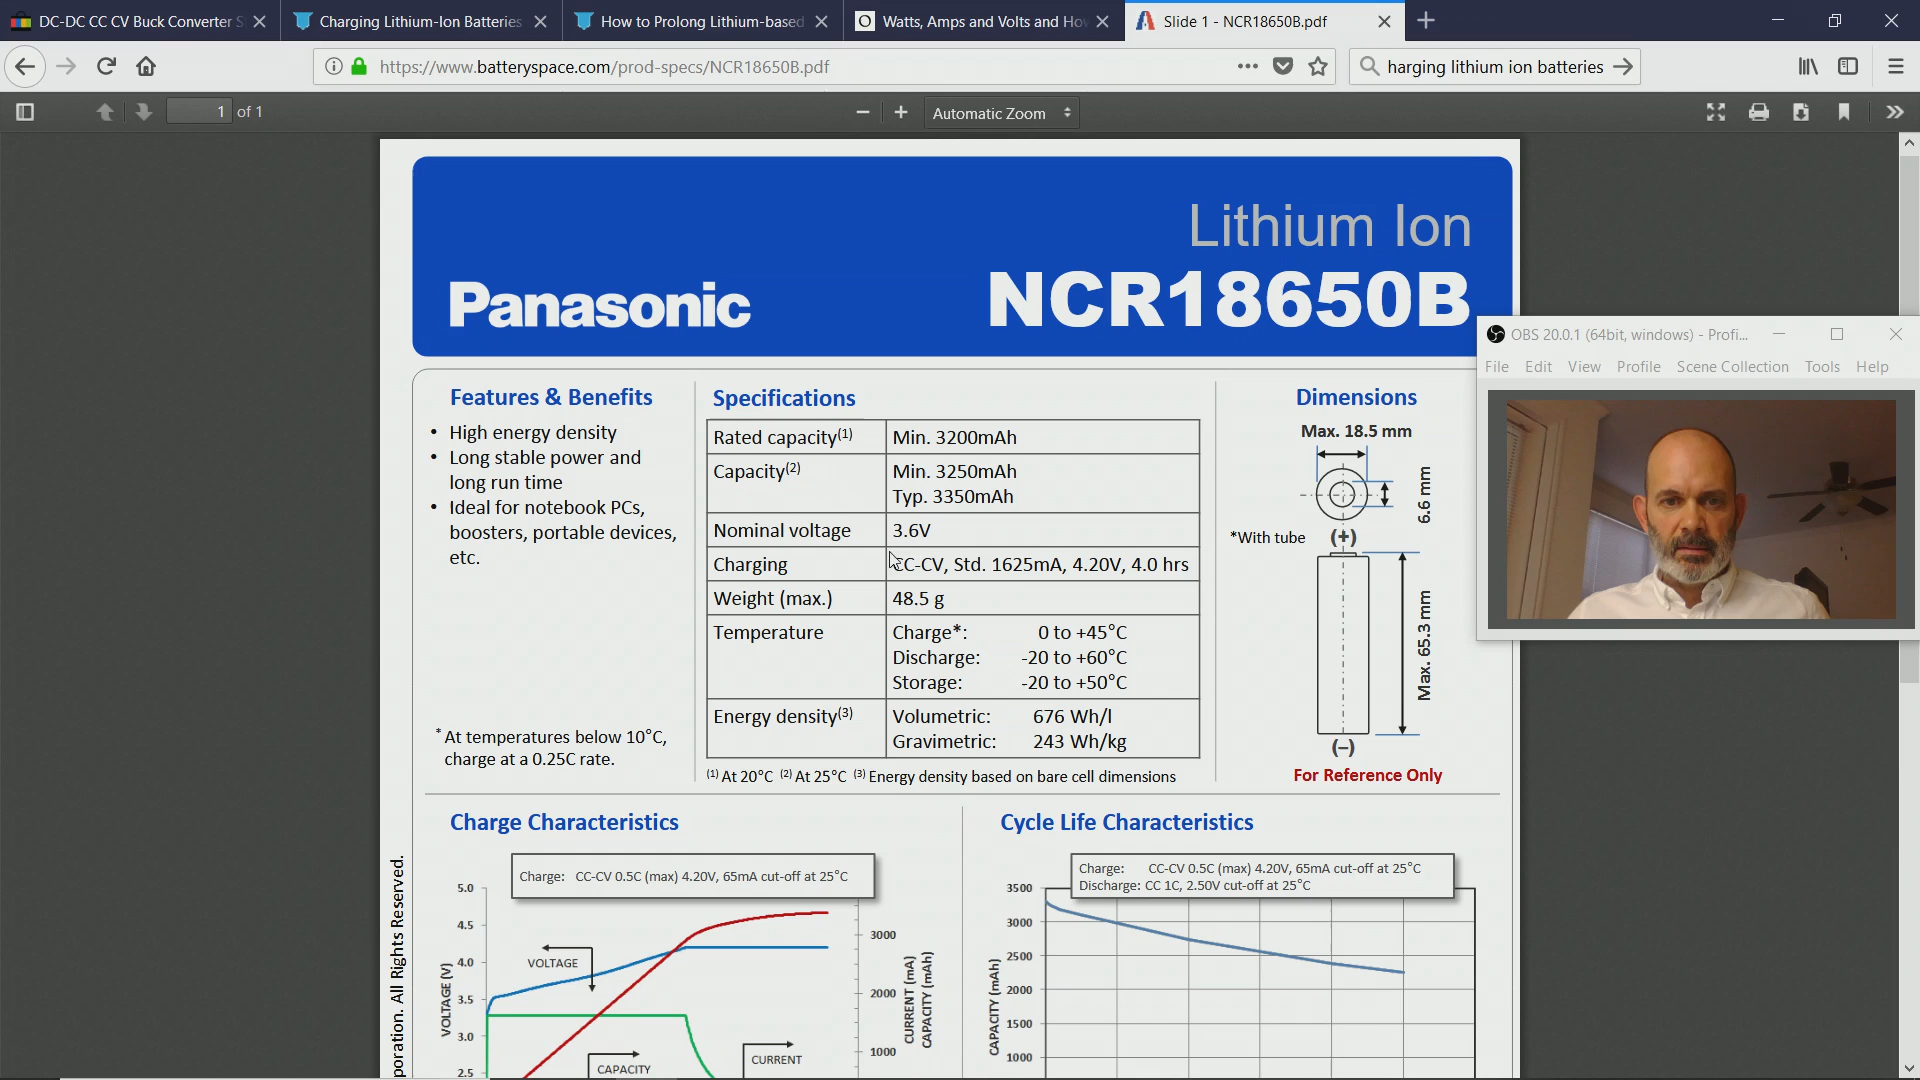 DC-DC CC CV Buck Converter S
Charging Lithium-Ion Batteries
How to Prolong Lithium-based
Watts, Amps and Volts and Ho
Slide 1 - NCR18650B.pdf
https://www.batteryspace.com/prod-specs/NCR18650B.pdf
harging lithium ion batteries
1 of 1
Automatic Zoom
Lithium Ion
Panasonic
NCR18650B
OBS 20.0.1 (64bit, windows) - Profi...
File Edit View Profile Scene Collection Tools Help
Features & Benefits
• High energy density
• Long stable power and
long run time
• Ideal for notebook PCs,
boosters, portable devices,
etc.
* At temperatures below 10°C,
charge at a 0.25C rate.
Specifications
Rated capacity(1) Min. 3200mAh
Capacity(2) Min. 3250mAh
Typ. 3350mAh
Nominal voltage 3.6V
Charging CC-CV, Std. 1625mA, 4.20V, 4.0 hrs
Weight (max.) 48.5 g
Temperature Charge*: 0 to +45°C
Discharge: -20 to +60°C
Storage: -20 to +50°C
Energy density(3) Volumetric: 676 Wh/l
Gravimetric: 243 Wh/kg
(1) At 20°C (2) At 25°C (3) Energy density based on bare cell dimensions
Dimensions
Max. 18.5 mm
6.6 mm
*With tube
(+)
Max. 65.3 mm
(–)
For Reference Only
poration. All Rights Reserved.
Charge Characteristics
Charge: CC-CV 0.5C (max) 4.20V, 65mA cut-off at 25°C
5.0
4.5
4.0
3.5
3.0
2.5
VOLTAGE (V)
VOLTAGE
CAPACITY
CURRENT
3000
2000
1000
CURRENT (mA)
CAPACITY (mAh)
Cycle Life Characteristics
Charge: CC-CV 0.5C (max) 4.20V, 65mA cut-off at 25°C
Discharge: CC 1C, 2.50V cut-off at 25°C
3500
3000
2500
2000
1500
1000
CAPACITY (mAh)